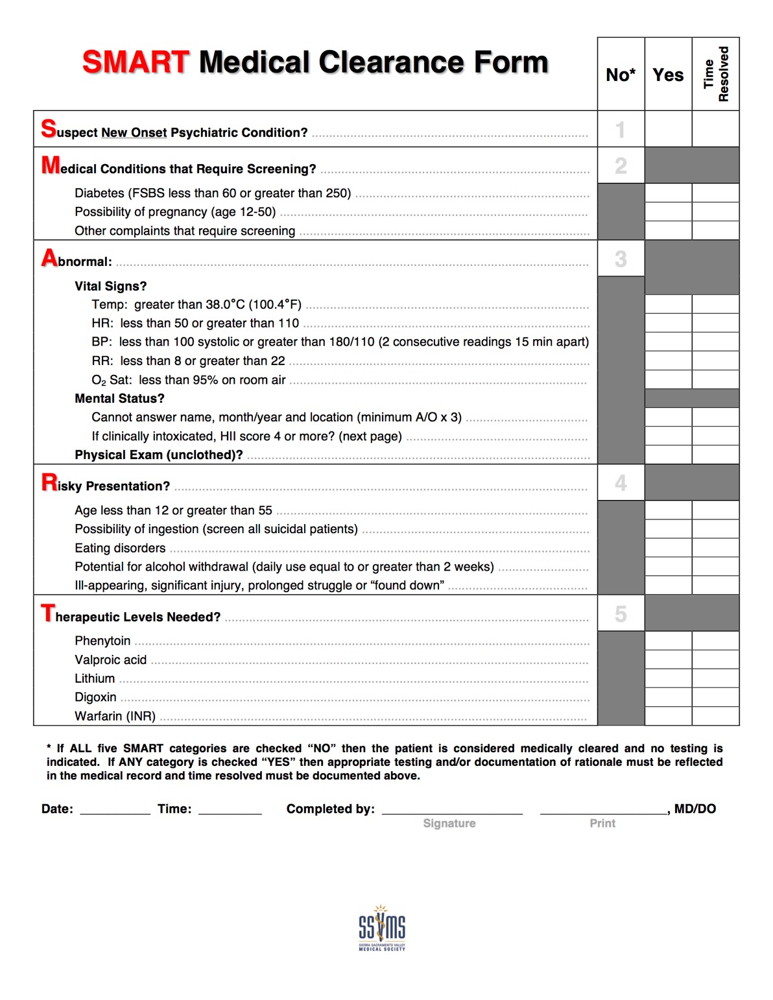 SMART Medical Clearance Form
No*
Yes
Time Resolved
Suspect New Onset Psychiatric Condition?
1
Medical Conditions that Require Screening?
2
Diabetes (FSBS less than 60 or greater than 250)
Possibility of pregnancy (age 12-50)
Other complaints that require screening
Abnormal:
3
Vital Signs?
Temp: greater than 38.0°C (100.4°F)
HR: less than 50 or greater than 110
BP: less than 100 systolic or greater than 180/110 (2 consecutive readings 15 min apart)
RR: less than 8 or greater than 22
O₂ Sat: less than 95% on room air
Mental Status?
Cannot answer name, month/year and location (minimum A/O x 3)
If clinically intoxicated, HII score 4 or more? (next page)
Physical Exam (unclothed)?
Risky Presentation?
4
Age less than 12 or greater than 55
Possibility of ingestion (screen all suicidal patients)
Eating disorders
Potential for alcohol withdrawal (daily use equal to or greater than 2 weeks)
Ill-appearing, significant injury, prolonged struggle or “found down”
Therapeutic Levels Needed?
5
Phenytoin
Valproic acid
Lithium
Digoxin
Warfarin (INR)
* If ALL five SMART categories are checked “NO” then the patient is considered medically cleared and no testing is
indicated. If ANY category is checked “YES” then appropriate testing and/or documentation of rationale must be reflected
in the medical record and time resolved must be documented above.
Date: __________ Time: _________ Completed by: ____________________ __________________, MD/DO
Signature Print
SSVMS
SIERRA SACRAMENTO VALLEY
MEDICAL SOCIETY